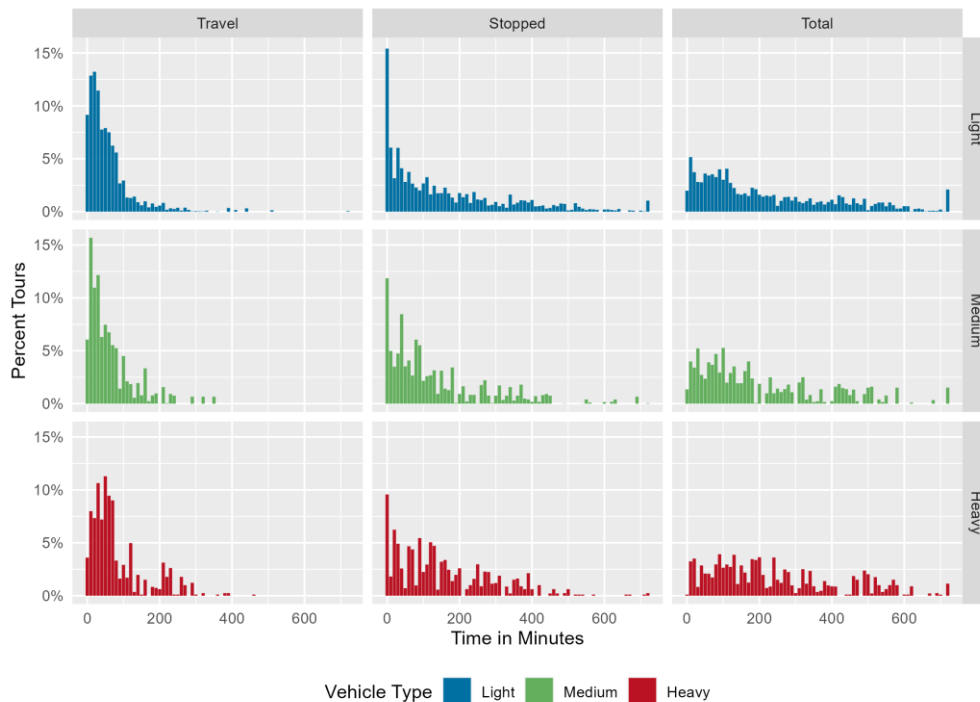 Travel Stopped Total
15%
10%
5%
0%
Light
15%
10%
5%
0%
Medium
15%
10%
5%
0%
Heavy
Percent Tours
0 200 400 600 0 200 400 600 0 200 400 600
Time in Minutes
Vehicle Type Light Medium Heavy